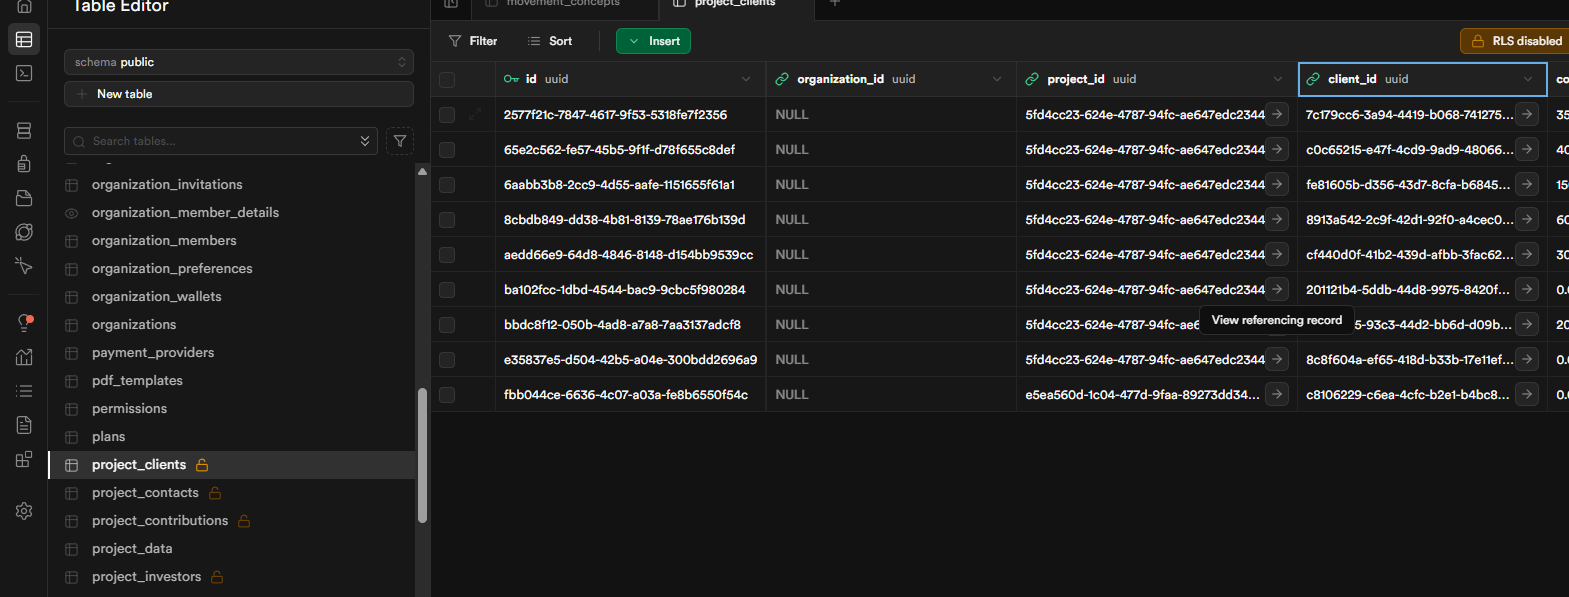 Table Editor
schema public
New table
Search tables...
organization_invitations
organization_member_details
organization_members
organization_preferences
organization_wallets
organizations
payment_providers
pdf_templates
permissions
plans
project_clients
project_contacts
project_contributions
project_data
project_investors
movement_concepts
project_clients
Filter
Sort
Insert
RLS disabled
id uuid organization_id uuid project_id uuid client_id uuid
2577f21c-7847-4617-9f53-5318fe7f2356 NULL 5fd4cc23-624e-4787-94fc-ae647edc2344 7c179cc6-3a94-4419-b068-741275... 35
65e2c562-fe57-45b5-9f1f-d78f655c8def NULL 5fd4cc23-624e-4787-94fc-ae647edc2344 c0c65215-e47f-4cd9-9ad9-48066... 40
6aabb3b8-2cc9-4d55-aafe-1151655f61a1 NULL 5fd4cc23-624e-4787-94fc-ae647edc2344 fe81605b-d356-43d7-8cfa-b6845... 15
8cbdb849-dd38-4b81-8139-78ae176b139d NULL 5fd4cc23-624e-4787-94fc-ae647edc2344 8913a542-2c9f-42d1-92f0-a4cec0... 60
aedd66e9-64d8-4846-8148-d154bb9539cc NULL 5fd4cc23-624e-4787-94fc-ae647edc2344 cf440d0f-41b2-439d-afbb-3fac62... 30
ba102fcc-1dbd-4544-bac9-9cbc5f980284 NULL 5fd4cc23-624e-4787-94fc-ae647edc2344 201121b4-5ddb-44d8-9975-8420f... 0.
bbdc8f12-050b-4ad8-a7a8-7aa3137adcf8 NULL 5fd4cc23-624e-4787-94fc-ae6 5-93c3-44d2-bb6d-d09b... 20
View referencing record
e35837e5-d504-42b5-a04e-300bdd2696a9 NULL 5fd4cc23-624e-4787-94fc-ae647edc2344 8c8f604a-ef65-418d-b33b-17e11ef... 0.
fbb044ce-6636-4c07-a03a-fe8b6550f54c NULL e5ea560d-1c04-477d-9faa-89273dd34... c8106229-c6ea-4cfc-b2e1-b4bc8... 0.